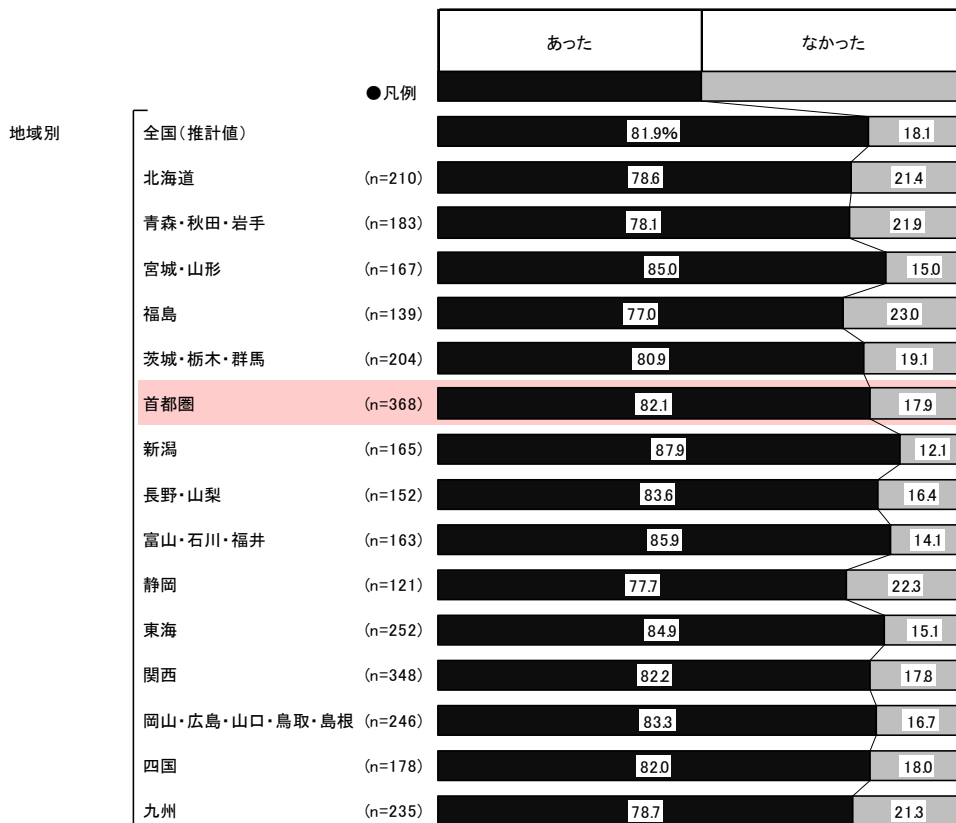 あった なかった
●凡例
地域別 全国(推計値) 81.9% 18.1
北海道 (n=210) 78.6 21.4
青森・秋田・岩手 (n=183) 78.1 21.9
宮城・山形 (n=167) 85.0 15.0
福島 (n=139) 77.0 23.0
茨城・栃木・群馬 (n=204) 80.9 19.1
首都圏 (n=368) 82.1 17.9
新潟 (n=165) 87.9 12.1
長野・山梨 (n=152) 83.6 16.4
富山・石川・福井 (n=163) 85.9 14.1
静岡 (n=121) 77.7 22.3
東海 (n=252) 84.9 15.1
関西 (n=348) 82.2 17.8
岡山・広島・山口・鳥取・島根 (n=246) 83.3 16.7
四国 (n=178) 82.0 18.0
九州 (n=235) 78.7 21.3